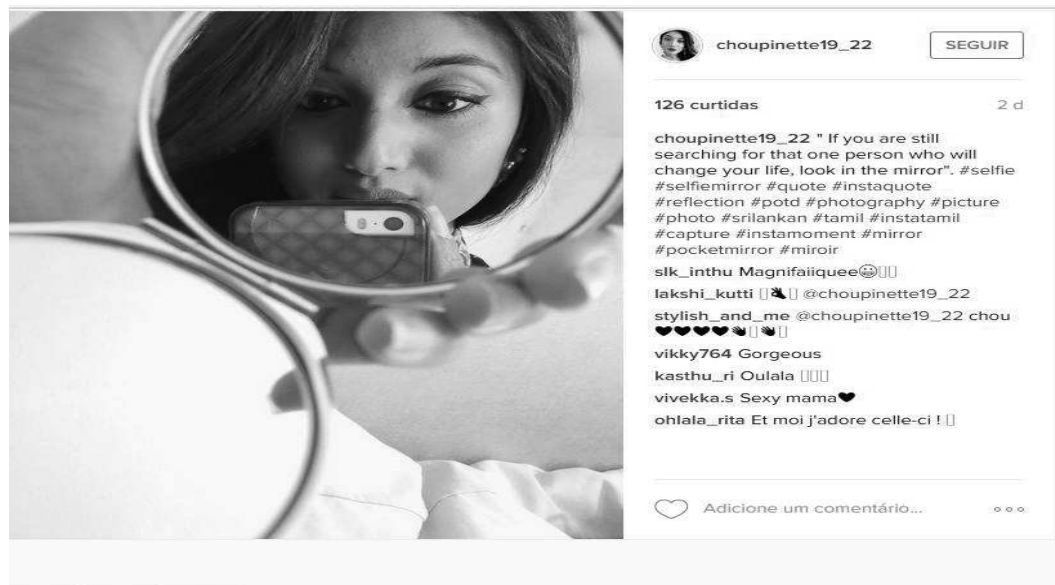 choupinette19_22
SEGUIR
126 curtidas
2 d
choupinette19_22 " If you are still
searching for that one person who will
change your life, look in the mirror". #selfie
#selfiemirror #quote #instaquote
#reflection #potd #photography #picture
#photo #srilankan #tamil #instatamil
#capture #instamoment #mirror
#pocketmirror #miroir
slk_inthu Magnifaiiquee😀▯▯
lakshi_kutti ▯👌▯ @choupinette19_22
stylish_and_me @choupinette19_22 chou
♥♥♥♥👏▯👏▯
vikky764 Gorgeous
kasthu_ri Oulala ▯▯▯
vivekka.s Sexy mama♥
ohlala_rita Et moi j'adore celle-ci ! ▯
Adicione um comentário...